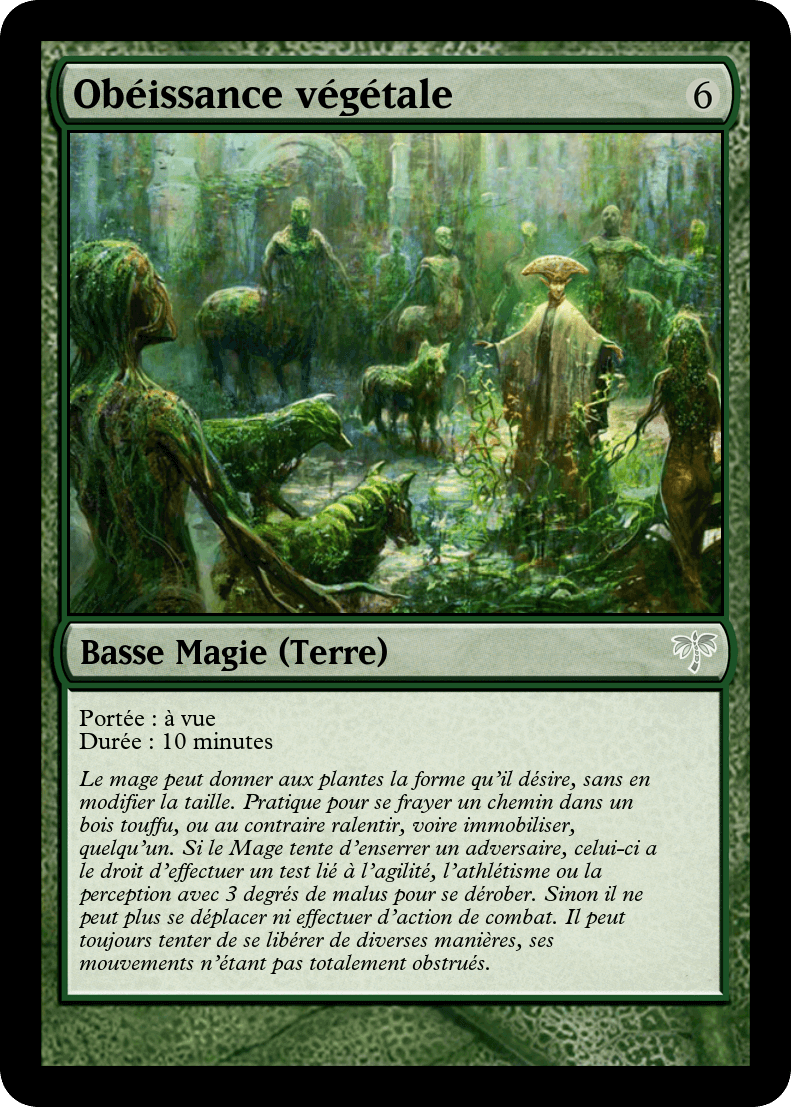 Obéissance végétale
6
Basse Magie (Terre)
Portée : à vue
Durée : 10 minutes
Le mage peut donner aux plantes la forme qu'il désire, sans en
modifier la taille. Pratique pour se frayer un chemin dans un
bois touffu, ou au contraire ralentir, voire immobiliser,
quelqu'un. Si le Mage tente d'enserrer un adversaire, celui-ci a
le droit d'effectuer un test lié à l'agilité, l'athlétisme ou la
perception avec 3 degrés de malus pour se dérober. Sinon il ne
peut plus se déplacer ni effectuer d'action de combat. Il peut
toujours tenter de se libérer de diverses manières, ses
mouvements n'étant pas totalement obstrués.